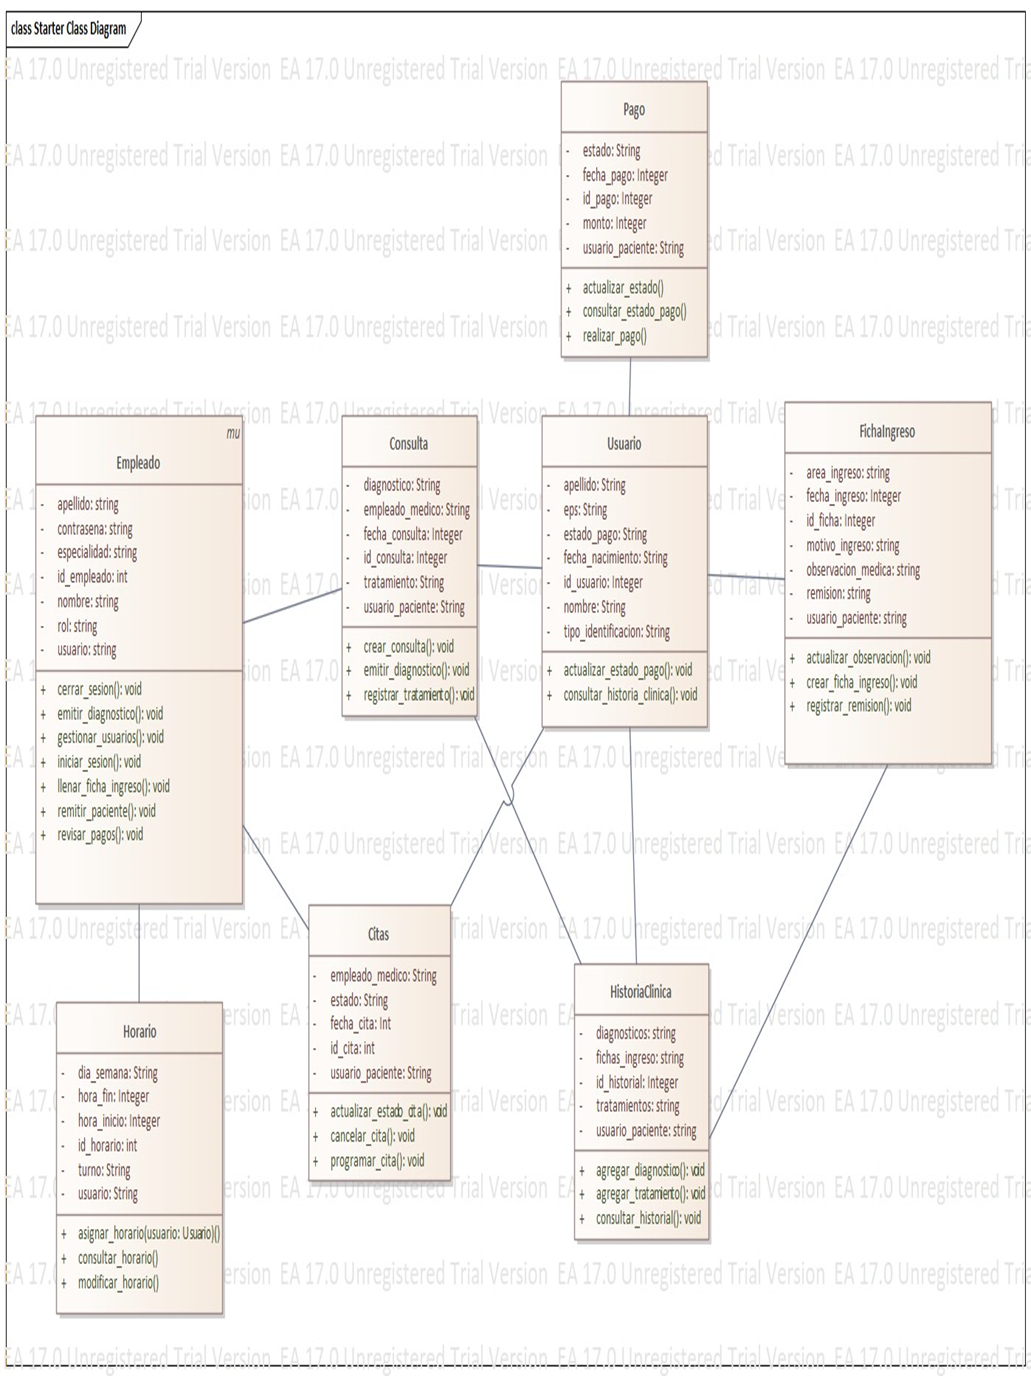 class Starter Class Diagram
EA 17.0 Unregistered Trial Version EA 17.0 Unregistered Trial Version EA 17.0 Unregistered Trial Version
Pago
- estado: String
- fecha_pago: Integer
- id_pago: Integer
- monto: Integer
- usuario_paciente: String
+ actualizar_estado()
+ consultar_estado_pago()
+ realizar_pago()
mu
Empleado
- apellido: string
- contrasena: string
- especialidad: string
- id_empleado: int
- nombre: string
- rol: string
- usuario: string
+ cerrar_sesion(): void
+ emitir_diagnostico(): void
+ gestionar_usuarios(): void
+ iniciar_sesion(): void
+ llenar_ficha_ingreso(): void
+ remitir_paciente(): void
+ revisar_pagos(): void
Consulta
- diagnostico: String
- empleado_medico: String
- fecha_consulta: Integer
- id_consulta: Integer
- tratamiento: String
- usuario_paciente: String
+ crear_consulta(): void
+ emitir_diagnostico(): void
+ registrar_tratamiento(): void
Usuario
- apellido: String
- eps: String
- estado_pago: String
- fecha_nacimiento: String
- id_usuario: Integer
- nombre: String
- tipo_identificacion: String
+ actualizar_estado_pago(): void
+ consultar_historia_clinica(): void
FichaIngreso
- area_ingreso: string
- fecha_ingreso: Integer
- id_ficha: Integer
- motivo_ingreso: string
- observacion_medica: string
- remision: string
- usuario_paciente: string
+ actualizar_observacion(): void
+ crear_ficha_ingreso(): void
+ registrar_remision(): void
Citas
- empleado_medico: String
- estado: String
- fecha_cita: Int
- id_cita: int
- usuario_paciente: String
+ actualizar_estado_cita(): void
+ cancelar_cita(): void
+ programar_cita(): void
HistoriaClinica
- diagnosticos: string
- fichas_ingreso: string
- id_historial: Integer
- tratamientos: string
- usuario_paciente: string
+ agregar_diagnostico(): void
+ agregar_tratamiento(): void
+ consultar_historial(): void
Horario
- dia_semana: String
- hora_fin: Integer
- hora_inicio: Integer
- id_horario: int
- turno: String
- usuario: String
+ asignar_horario(usuario: Usuario)()
+ consultar_horario()
+ modificar_horario()